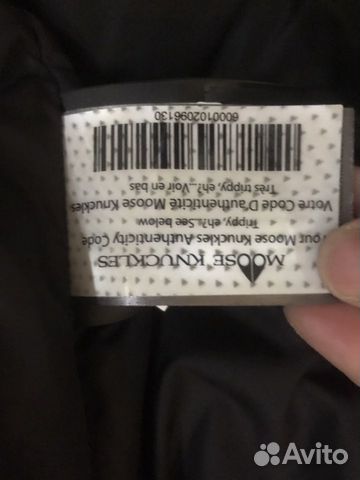 MOOSE KNUCKLES
our Moose Knuckles Authenticity Code
Trippy, eh?...See below
Votre Code D'authenticité Moose Knuckles
Très trippy, eh?...Voir en bas
6000102096130
Avito